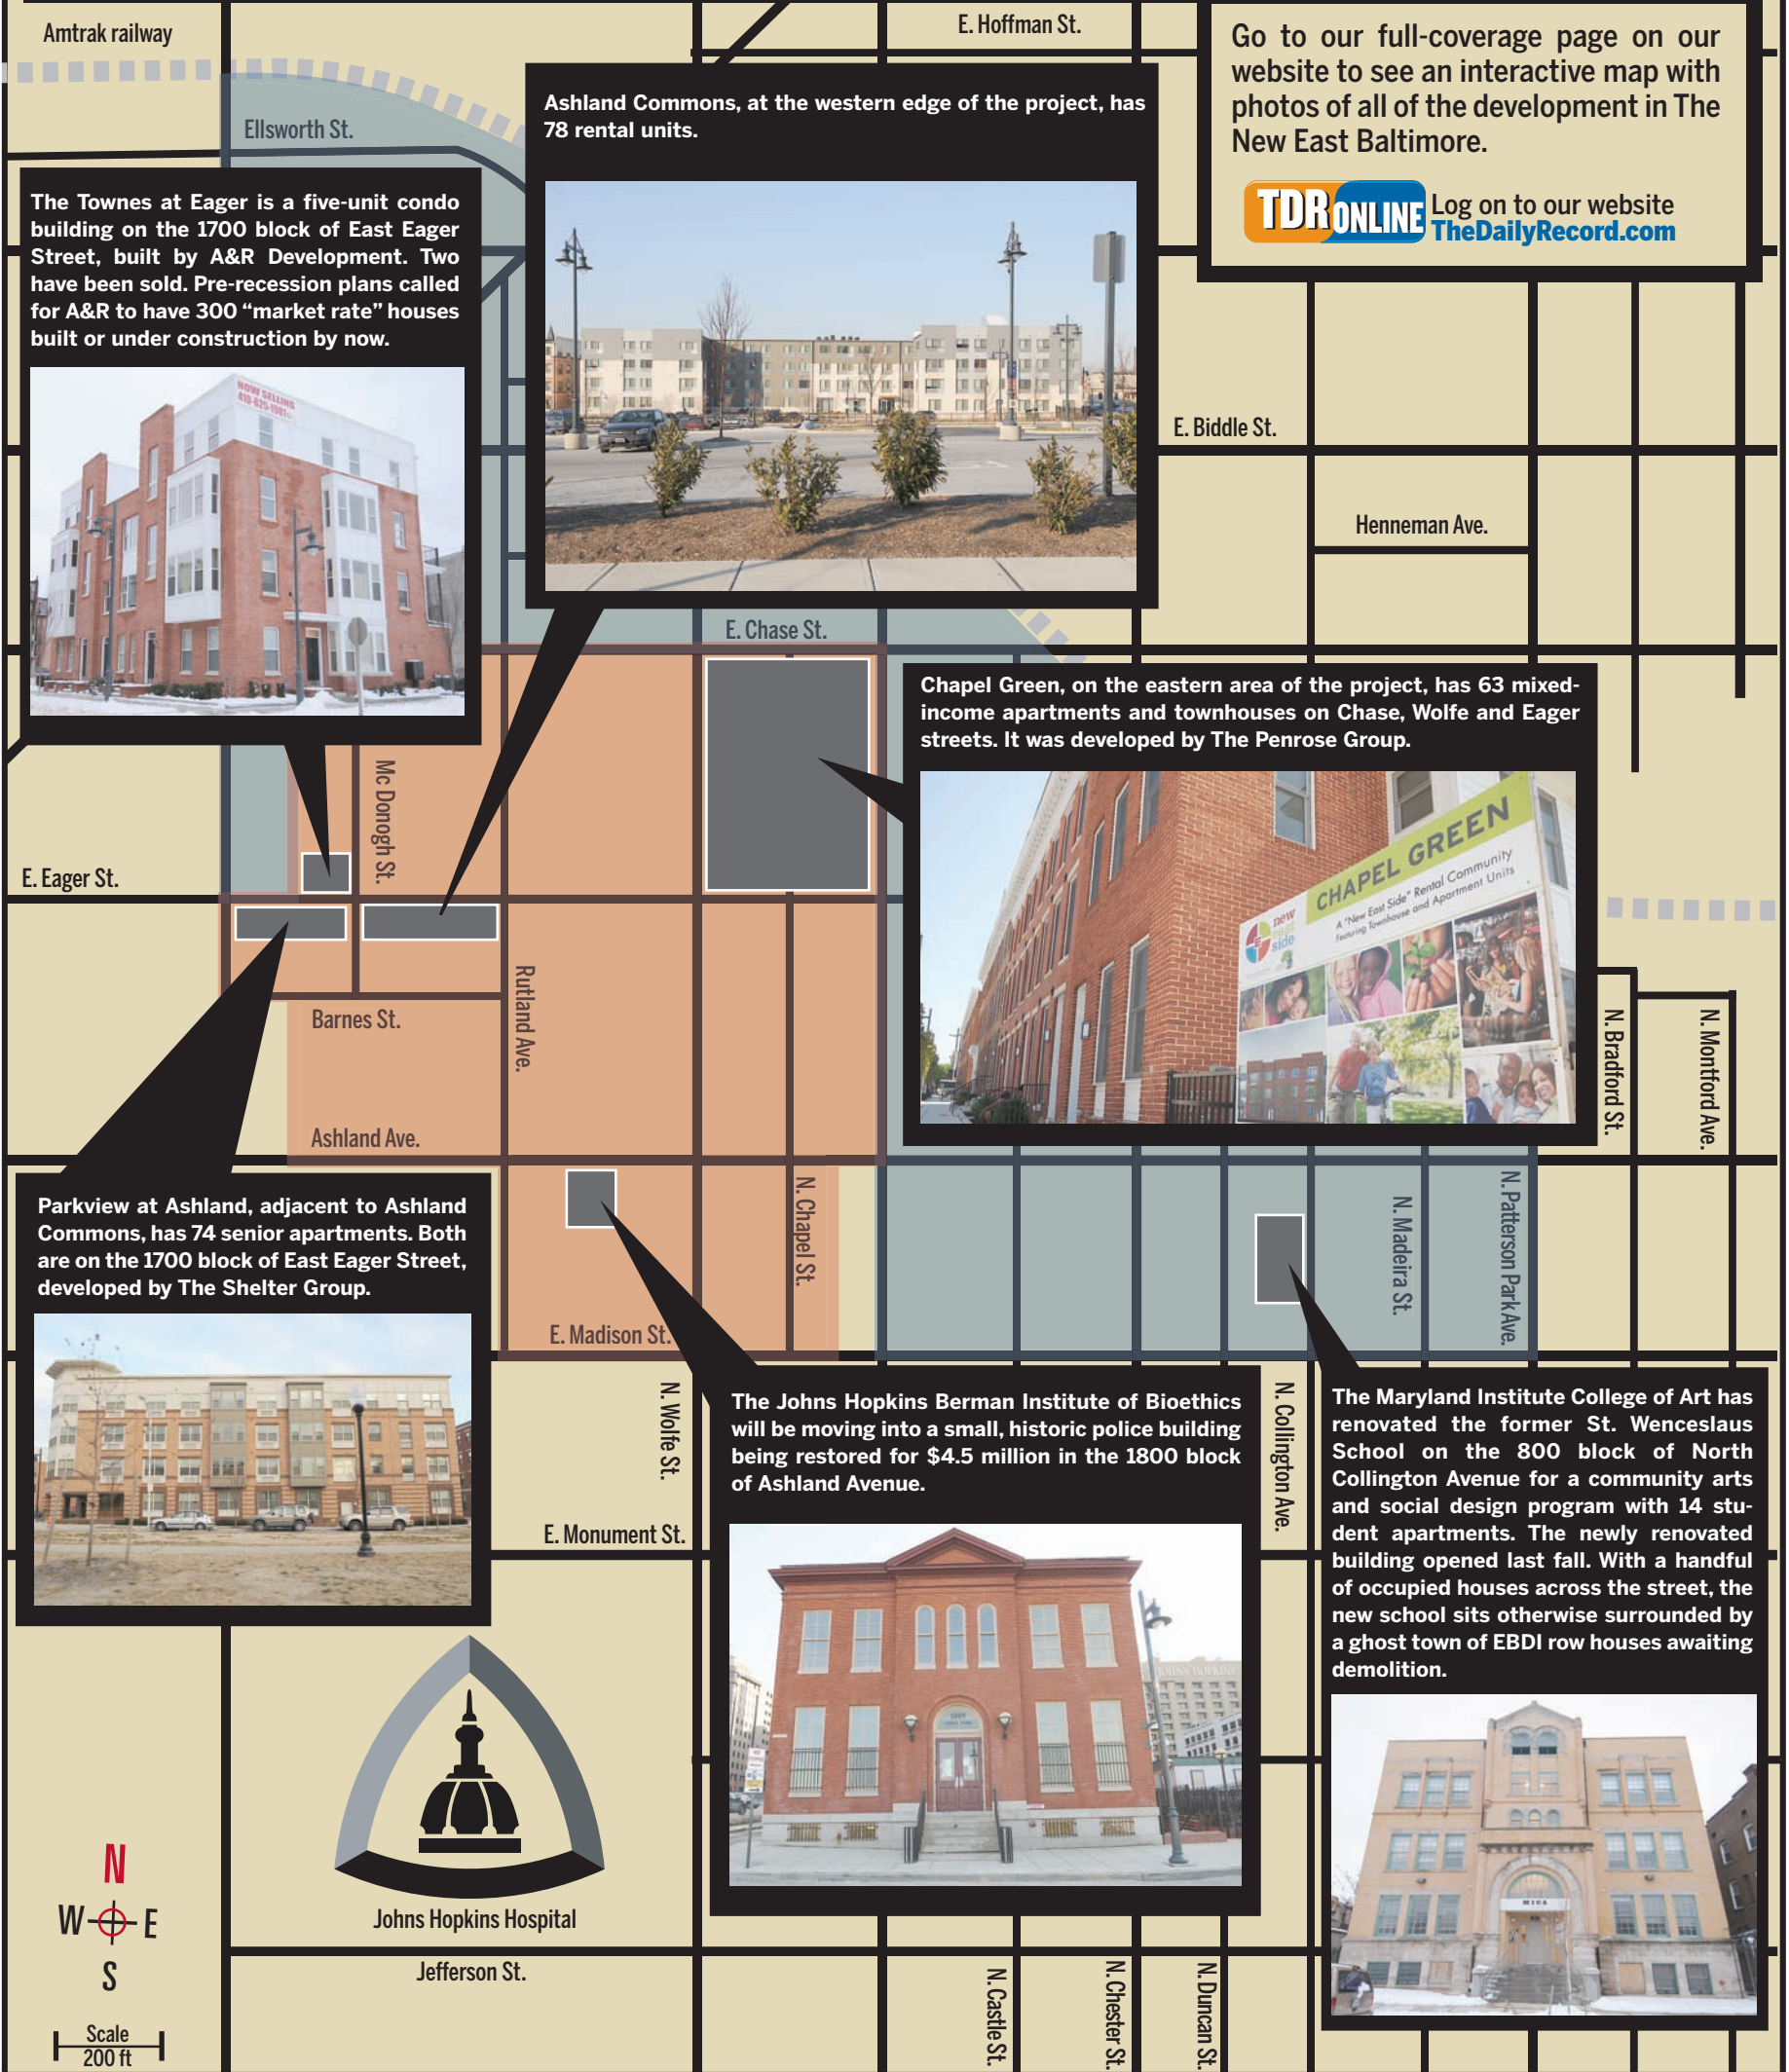 Amtrak railway
E. Hoffman St.
Go to our full-coverage page on our
website to see an interactive map with
photos of all of the development in The
New East Baltimore.
TDR ONLINE
Log on to our website
TheDailyRecord.com
Ellsworth St.
Ashland Commons, at the western edge of the project, has
78 rental units.
The Townes at Eager is a five-unit condo
building on the 1700 block of East Eager
Street, built by A&R Development. Two
have been sold. Pre-recession plans called
for A&R to have 300 “market rate” houses
built or under construction by now.
NOW SELLING
410-625-1981
E. Biddle St.
Henneman Ave.
E. Chase St.
Chapel Green, on the eastern area of the project, has 63 mixed-
income apartments and townhouses on Chase, Wolfe and Eager
streets. It was developed by The Penrose Group.
CHAPEL GREEN
A "New East Side" Rental Community
Featuring Townhouse and Apartment Units
new
east
side
Mc Donogh St.
E. Eager St.
Rutland Ave.
Barnes St.
Ashland Ave.
N. Bradford St.
N. Montford Ave.
Parkview at Ashland, adjacent to Ashland
Commons, has 74 senior apartments. Both
are on the 1700 block of East Eager Street,
developed by The Shelter Group.
N. Chapel St.
N. Madeira St.
N. Patterson Park Ave.
E. Madison St.
N. Wolfe St.
The Johns Hopkins Berman Institute of Bioethics
will be moving into a small, historic police building
being restored for $4.5 million in the 1800 block
of Ashland Avenue.
JOHNS HOPKINS
N. Collington Ave.
The Maryland Institute College of Art has
renovated the former St. Wenceslaus
School on the 800 block of North
Collington Avenue for a community arts
and social design program with 14 stu-
dent apartments. The newly renovated
building opened last fall. With a handful
of occupied houses across the street, the
new school sits otherwise surrounded by
a ghost town of EBDI row houses awaiting
demolition.
MICA
E. Monument St.
Johns Hopkins Hospital
Jefferson St.
N. Castle St.
N. Chester St.
N. Duncan St.
N
W E
S
Scale
200 ft